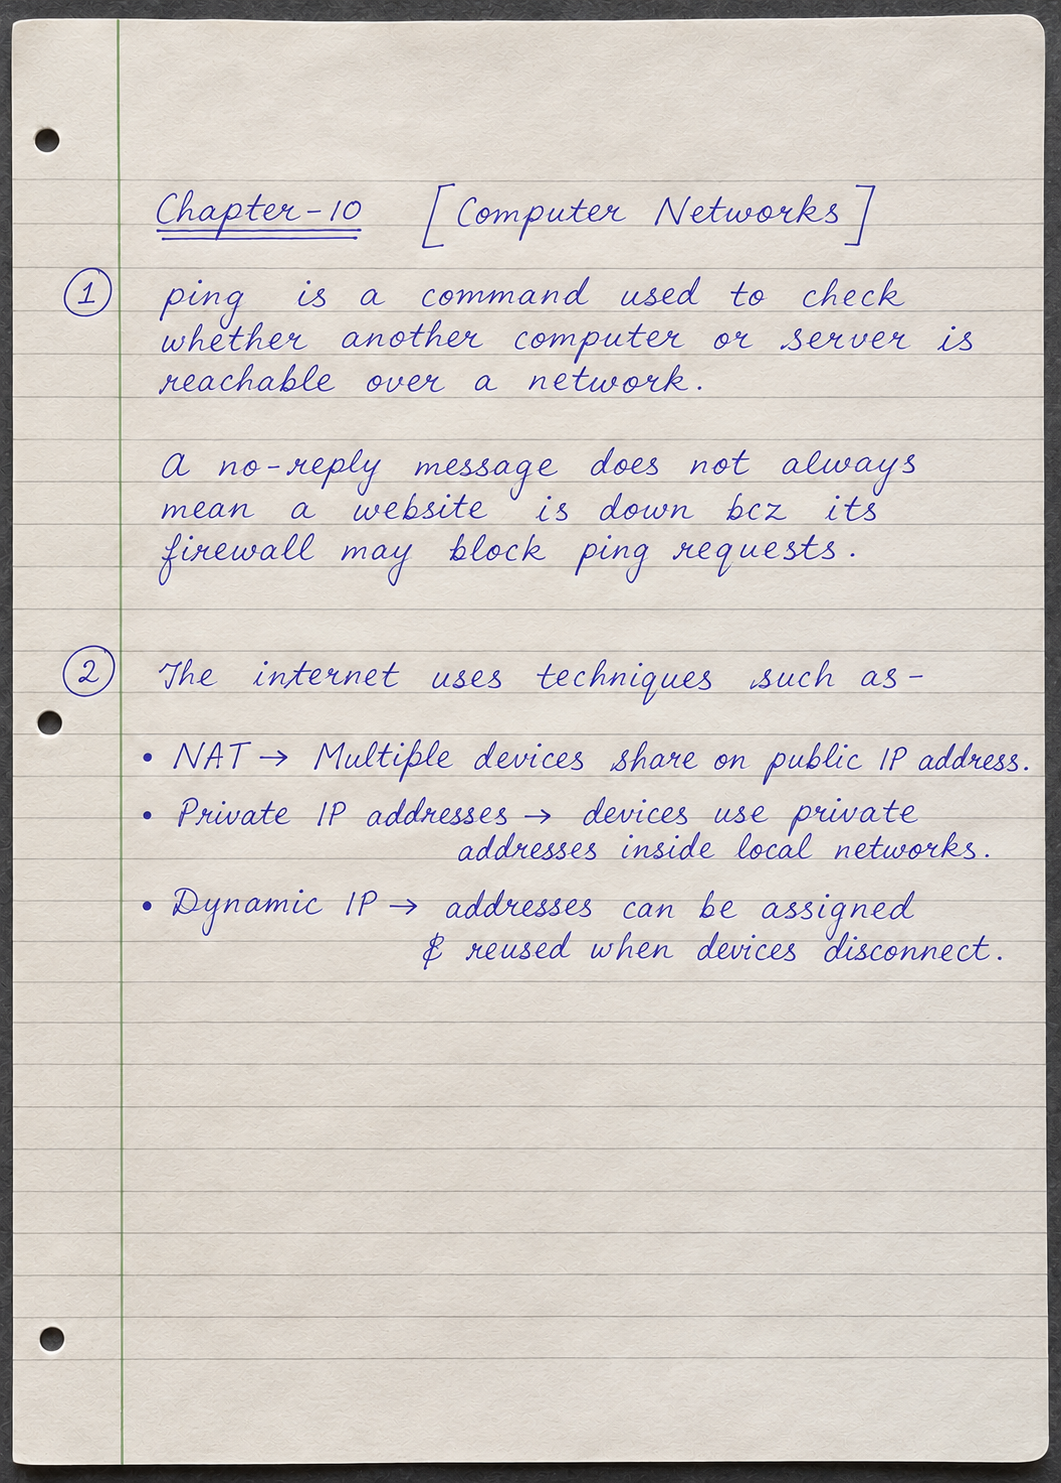 Chapter-10 [Computer Networks]
1 ping is a command used to check
whether another computer or server is
reachable over a network.
A no-reply message does not always
mean a website is down bcz its
firewall may block ping requests.
2 The internet uses techniques such as-
• NAT → Multiple devices share on public IP address.
• Private IP addresses → devices use private
addresses inside local networks.
• Dynamic IP → addresses can be assigned
& reused when devices disconnect.